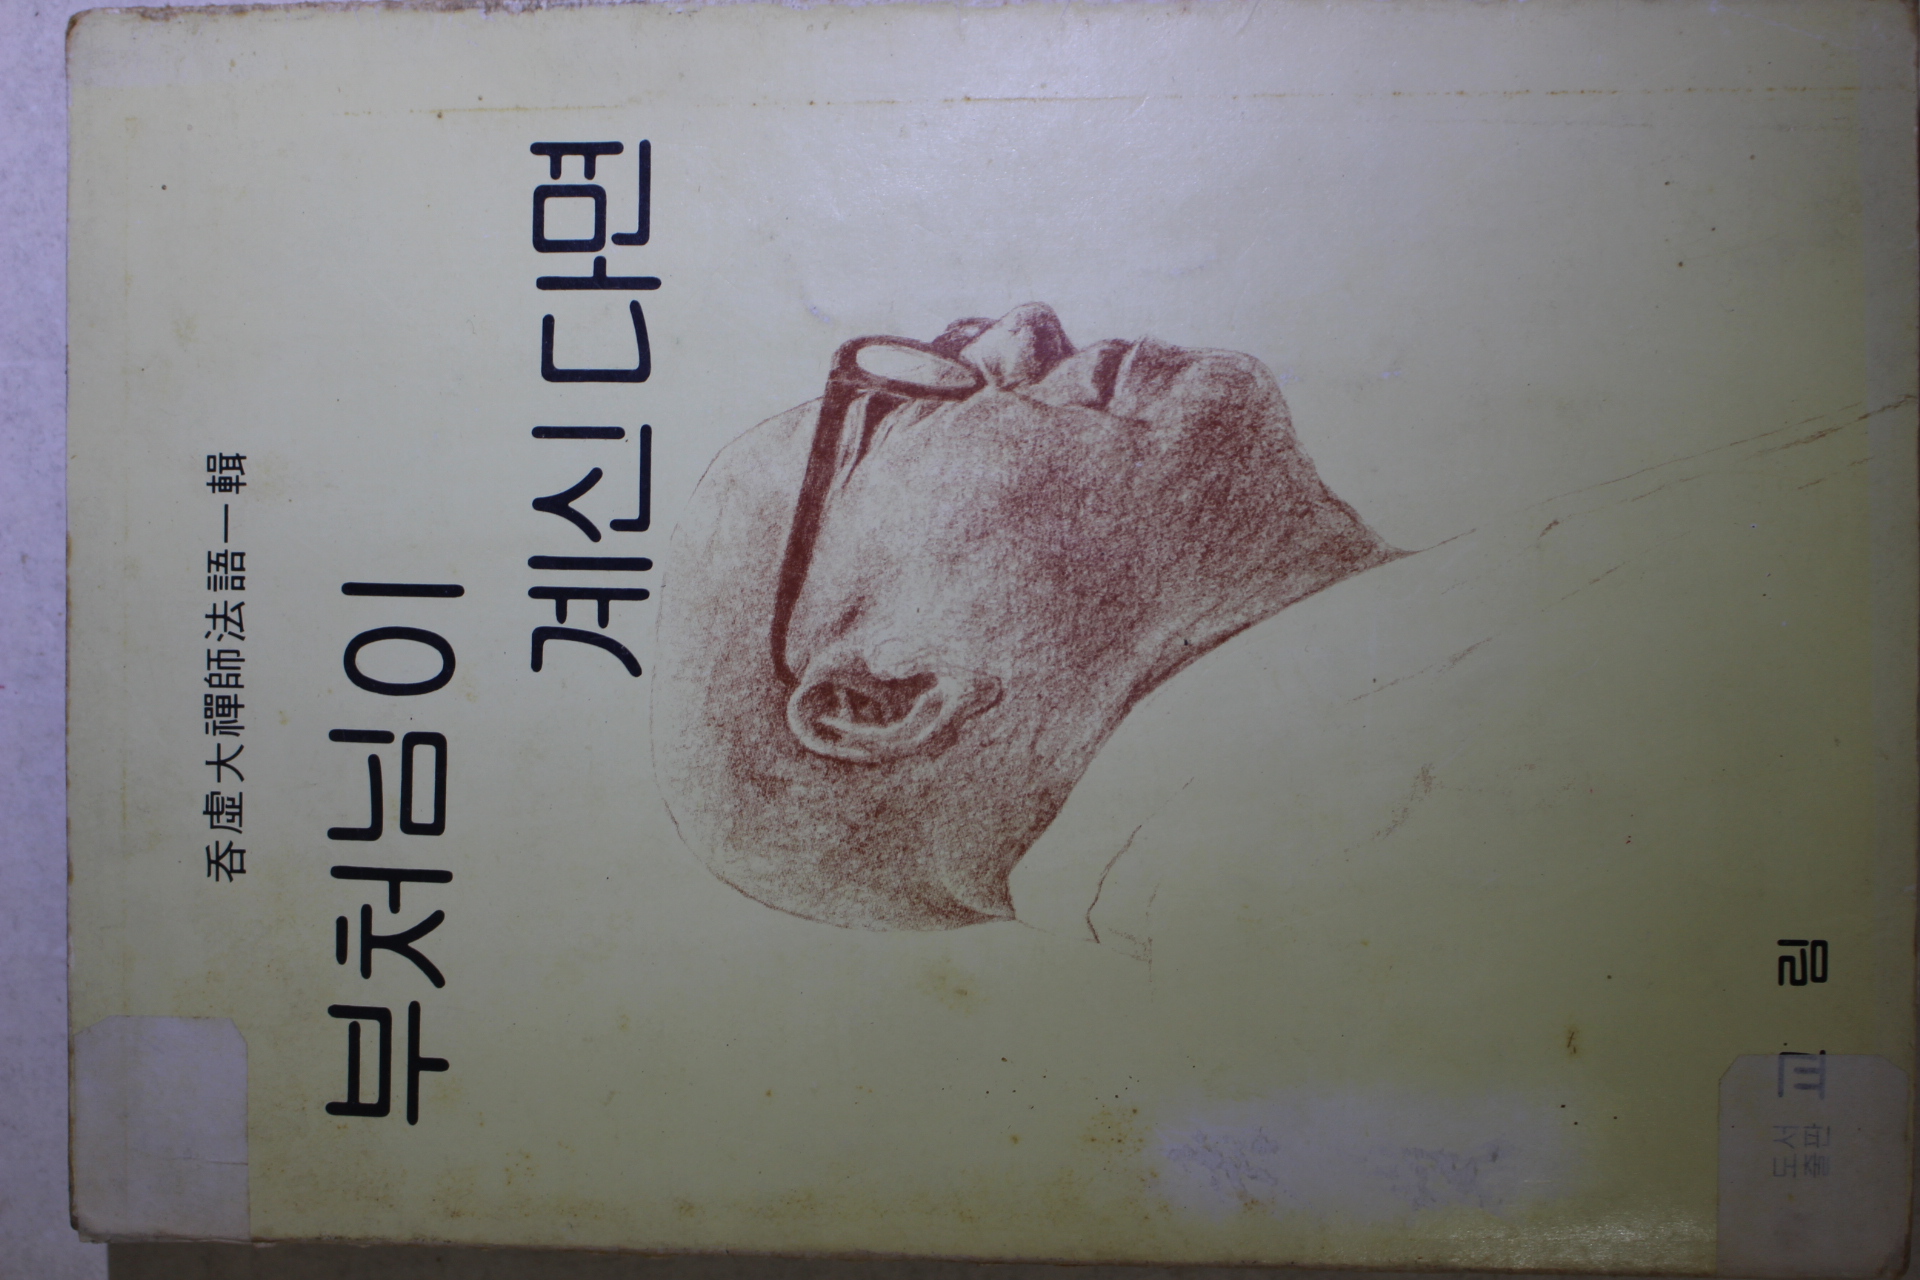 呑虛大禪師法語一輯
부처님이
계신다면
도서
출판
교림